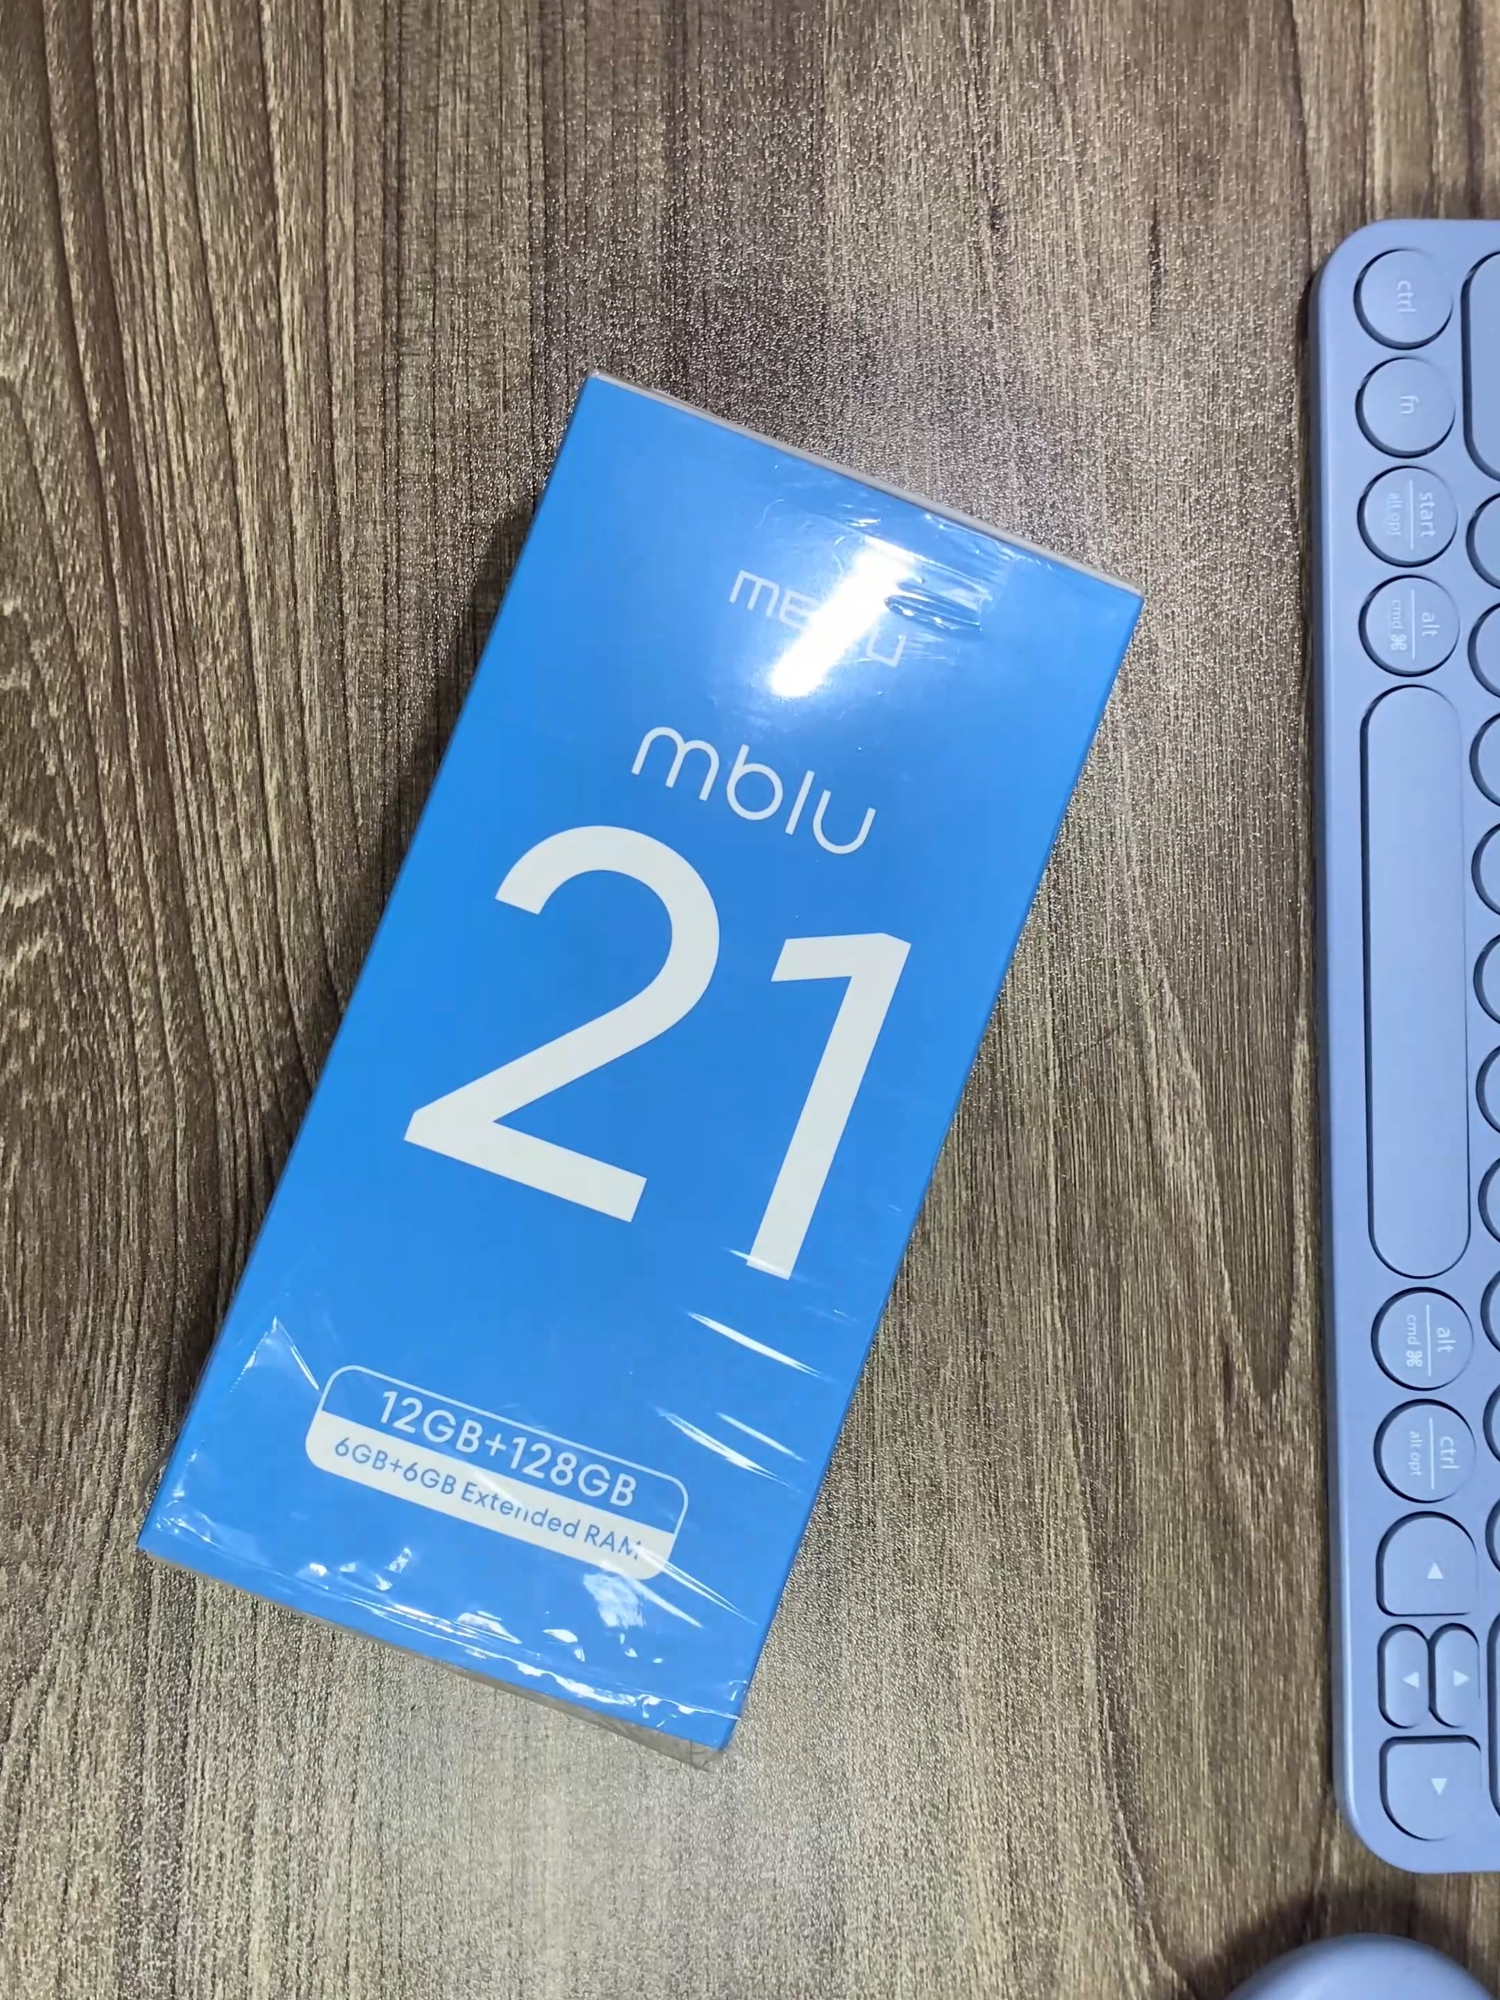 mblu
21
12GB+128GB
6GB+6GB Extended RAM
ctrl
fn
start
alt opt
alt
cmd ⌘
alt
cmd ⌘
ctrl
alt opt